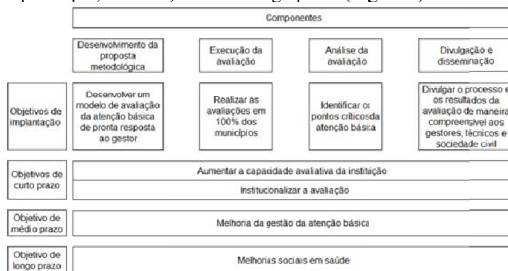 Componentes
Desenvolvimento da
proposta
metodológica
Execução da
avaliação
Análise da
avaliação
Divulgação e
disseminação
Objetivos de
implantação
Desenvolver um
modelo de avaliação
da atenção básica
de pronta resposta
ao gestor
Realizar as
avaliações em
100% dos
municípios
Identificar os
pontos críticos da
atenção básica
Divulgar o processo e
os resultados da
avaliação de maneira
compreensível aos
gestores, técnicos e
sociedade civil
Objetivos de
curto prazo
Aumentar a capacidade avaliativa da instituição
Institucionalizar a avaliação
Objetivo de
médio prazo
Melhoria da gestão da atenção básica
Objetivo de
longo prazo
Melhorias sociais em saúde